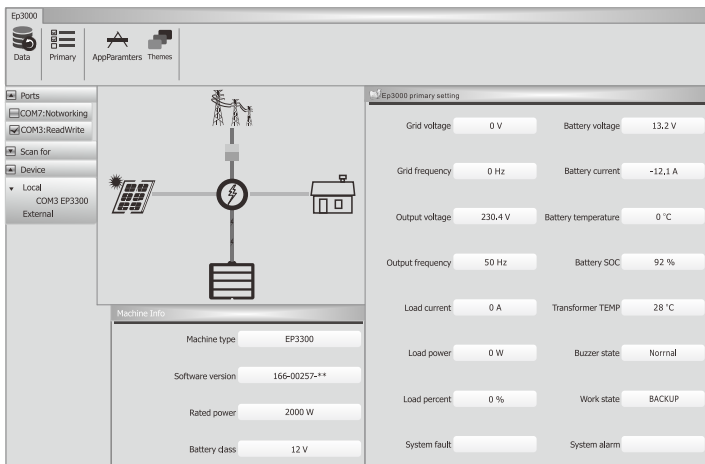 Ep3000
Data
Primary
AppParamters
Themes
Ports
COM7:Notworking
COM3:ReadWrite
Scan for
Device
Local
COM3 EP3300
External
Machine Info
Machine type EP3300
Software version 166-00257-**
Rated power 2000 W
Battery class 12 V
Ep3000 primary setting
Grid voltage 0 V Battery voltage 13.2 V
Grid frequency 0 Hz Battery current -12,1 A
Output voltage 230.4 V Battery temperature 0 °C
Output frequency 50 Hz Battery SOC 92 %
Load current 0 A Transformer TEMP 28 °C
Load power 0 W Buzzer state Norrnal
Load percent 0 % Work state BACKUP
System fault System alarm